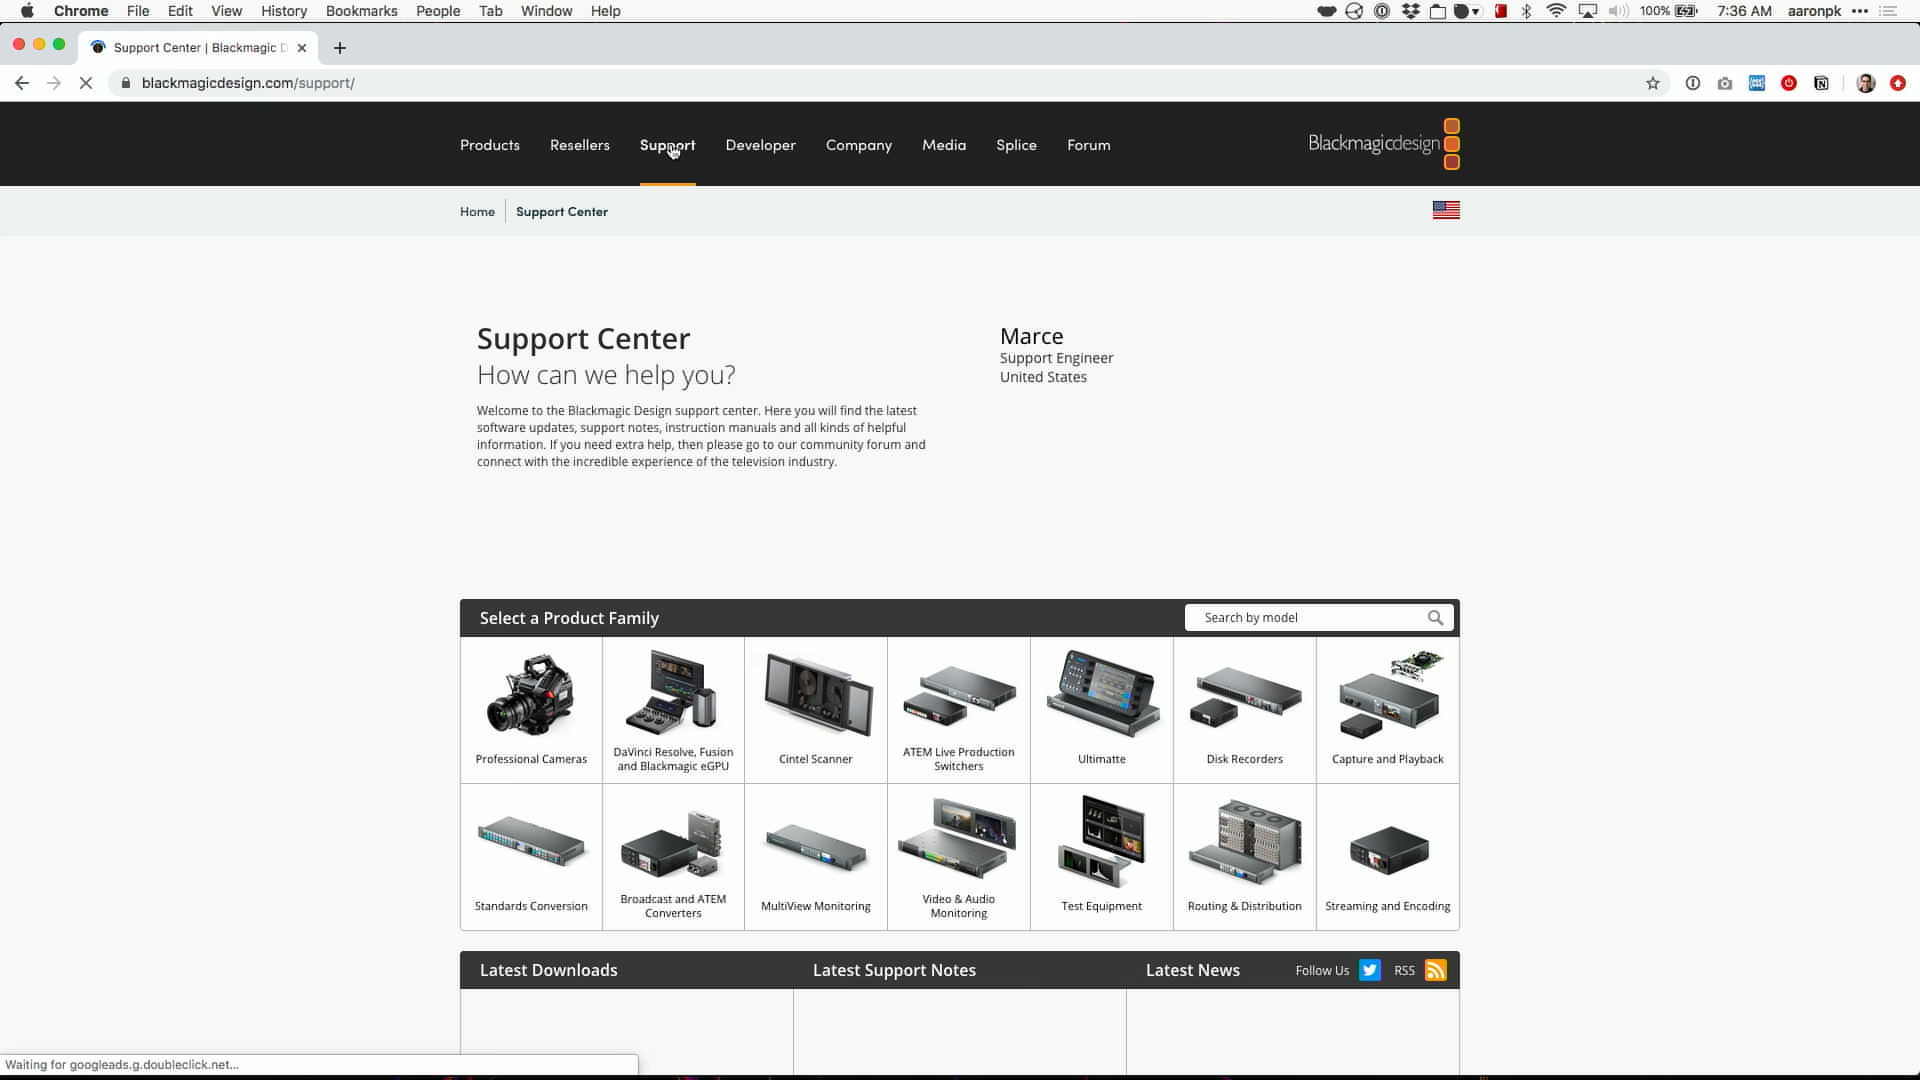 Chrome File Edit View History Bookmarks People Tab Window Help 100% 7:36 AM aaronpk
Support Center | Blackmagic D
blackmagicdesign.com/support/
Products Resellers Support Developer Company Media Splice Forum Blackmagicdesign
Home Support Center
Support Center
How can we help you?
Welcome to the Blackmagic Design support center. Here you will find the latest
software updates, support notes, instruction manuals and all kinds of helpful
information. If you need extra help, then please go to our community forum and
connect with the incredible experience of the television industry.
Marce
Support Engineer
United States
Select a Product Family Search by model
Professional Cameras
DaVinci Resolve, Fusion
and Blackmagic eGPU
Cintel Scanner
ATEM Live Production
Switchers
Ultimatte
Disk Recorders
Capture and Playback
Standards Conversion
Broadcast and ATEM
Converters
MultiView Monitoring
Video & Audio
Monitoring
Test Equipment
Routing & Distribution
Streaming and Encoding
Latest Downloads Latest Support Notes Latest News Follow Us RSS
Waiting for googleads.g.doubleclick.net...